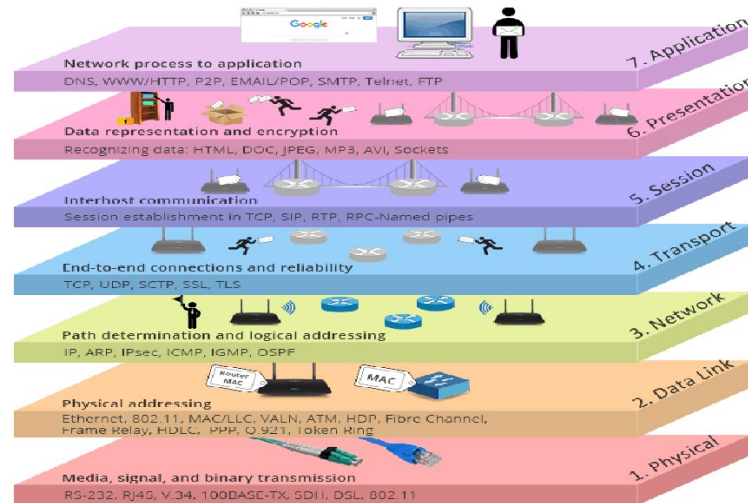 Google
Network process to application
DNS, WWW/HTTP, P2P, EMAIL/POP, SMTP, Telnet, FTP
7. Application
Data representation and encryption
Recognizing data: HTML, DOC, JPEG, MP3, AVI, Sockets
6. Presentation
Interhost communication
Session establishment in TCP, SIP, RTP, RPC-Named pipes
5. Session
End-to-end connections and reliability
TCP, UDP, SCTP, SSL, TLS
4. Transport
Path determination and logical addressing
IP, ARP, IPsec, ICMP, IGMP, OSPF
3. Network
Router
MAC
MAC
Physical addressing
Ethernet, 802.11, MAC/LLC, VALN, ATM, HDP, Fibre Channel,
Frame Relay, HDLC, PPP, Q.921, Token Ring
2. Data Link
Media, signal, and binary transmission
RS-232, RJ45, V.34, 100BASE-TX, SDH, DSL, 802.11
1. Physical